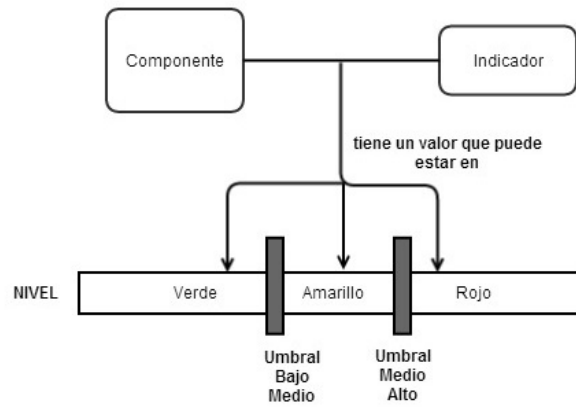 Componente
Indicador
tiene un valor que puede
estar en
NIVEL
Verde
Amarillo
Rojo
Umbral
Bajo
Medio
Umbral
Medio
Alto